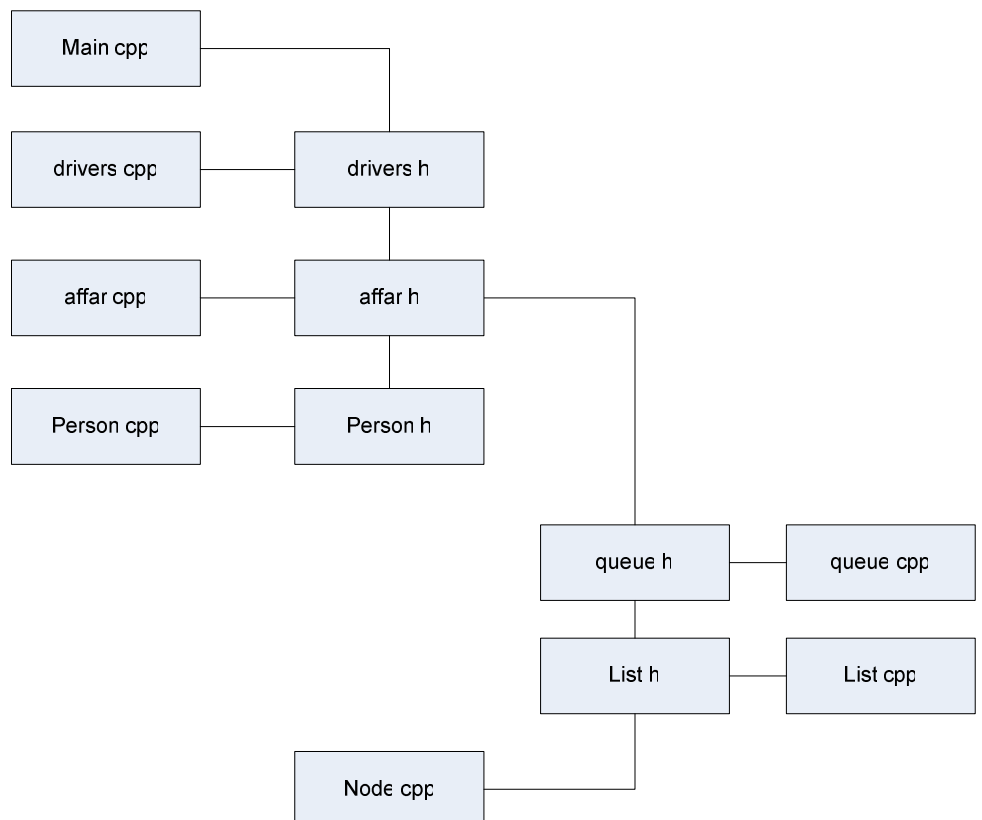 Main cpp
drivers cpp
drivers h
affar cpp
affar h
Person cpp
Person h
queue h
queue cpp
List h
List cpp
Node cpp